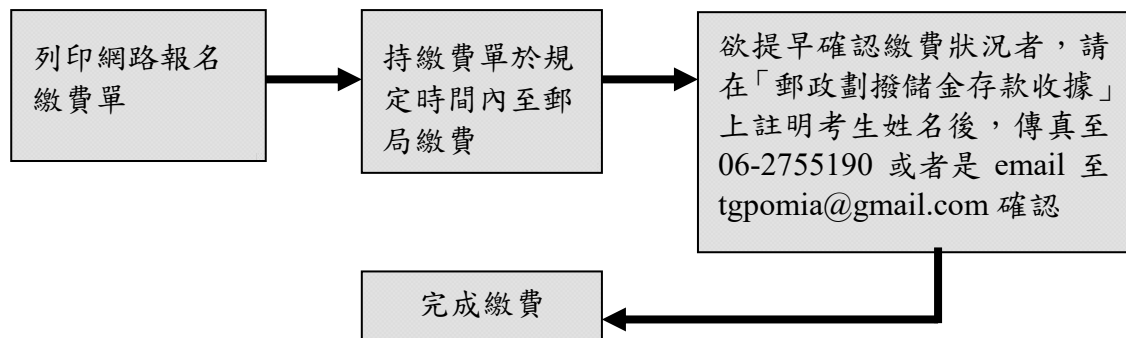 列印網路報名
繳費單
持繳費單於規
定時間內至郵
局繳費
欲提早確認繳費狀況者，請
在「郵政劃撥儲金存款收據」
上註明考生姓名後，傳真至
06-2755190 或者是 email 至
tgpomia@gmail.com 確認
完成繳費